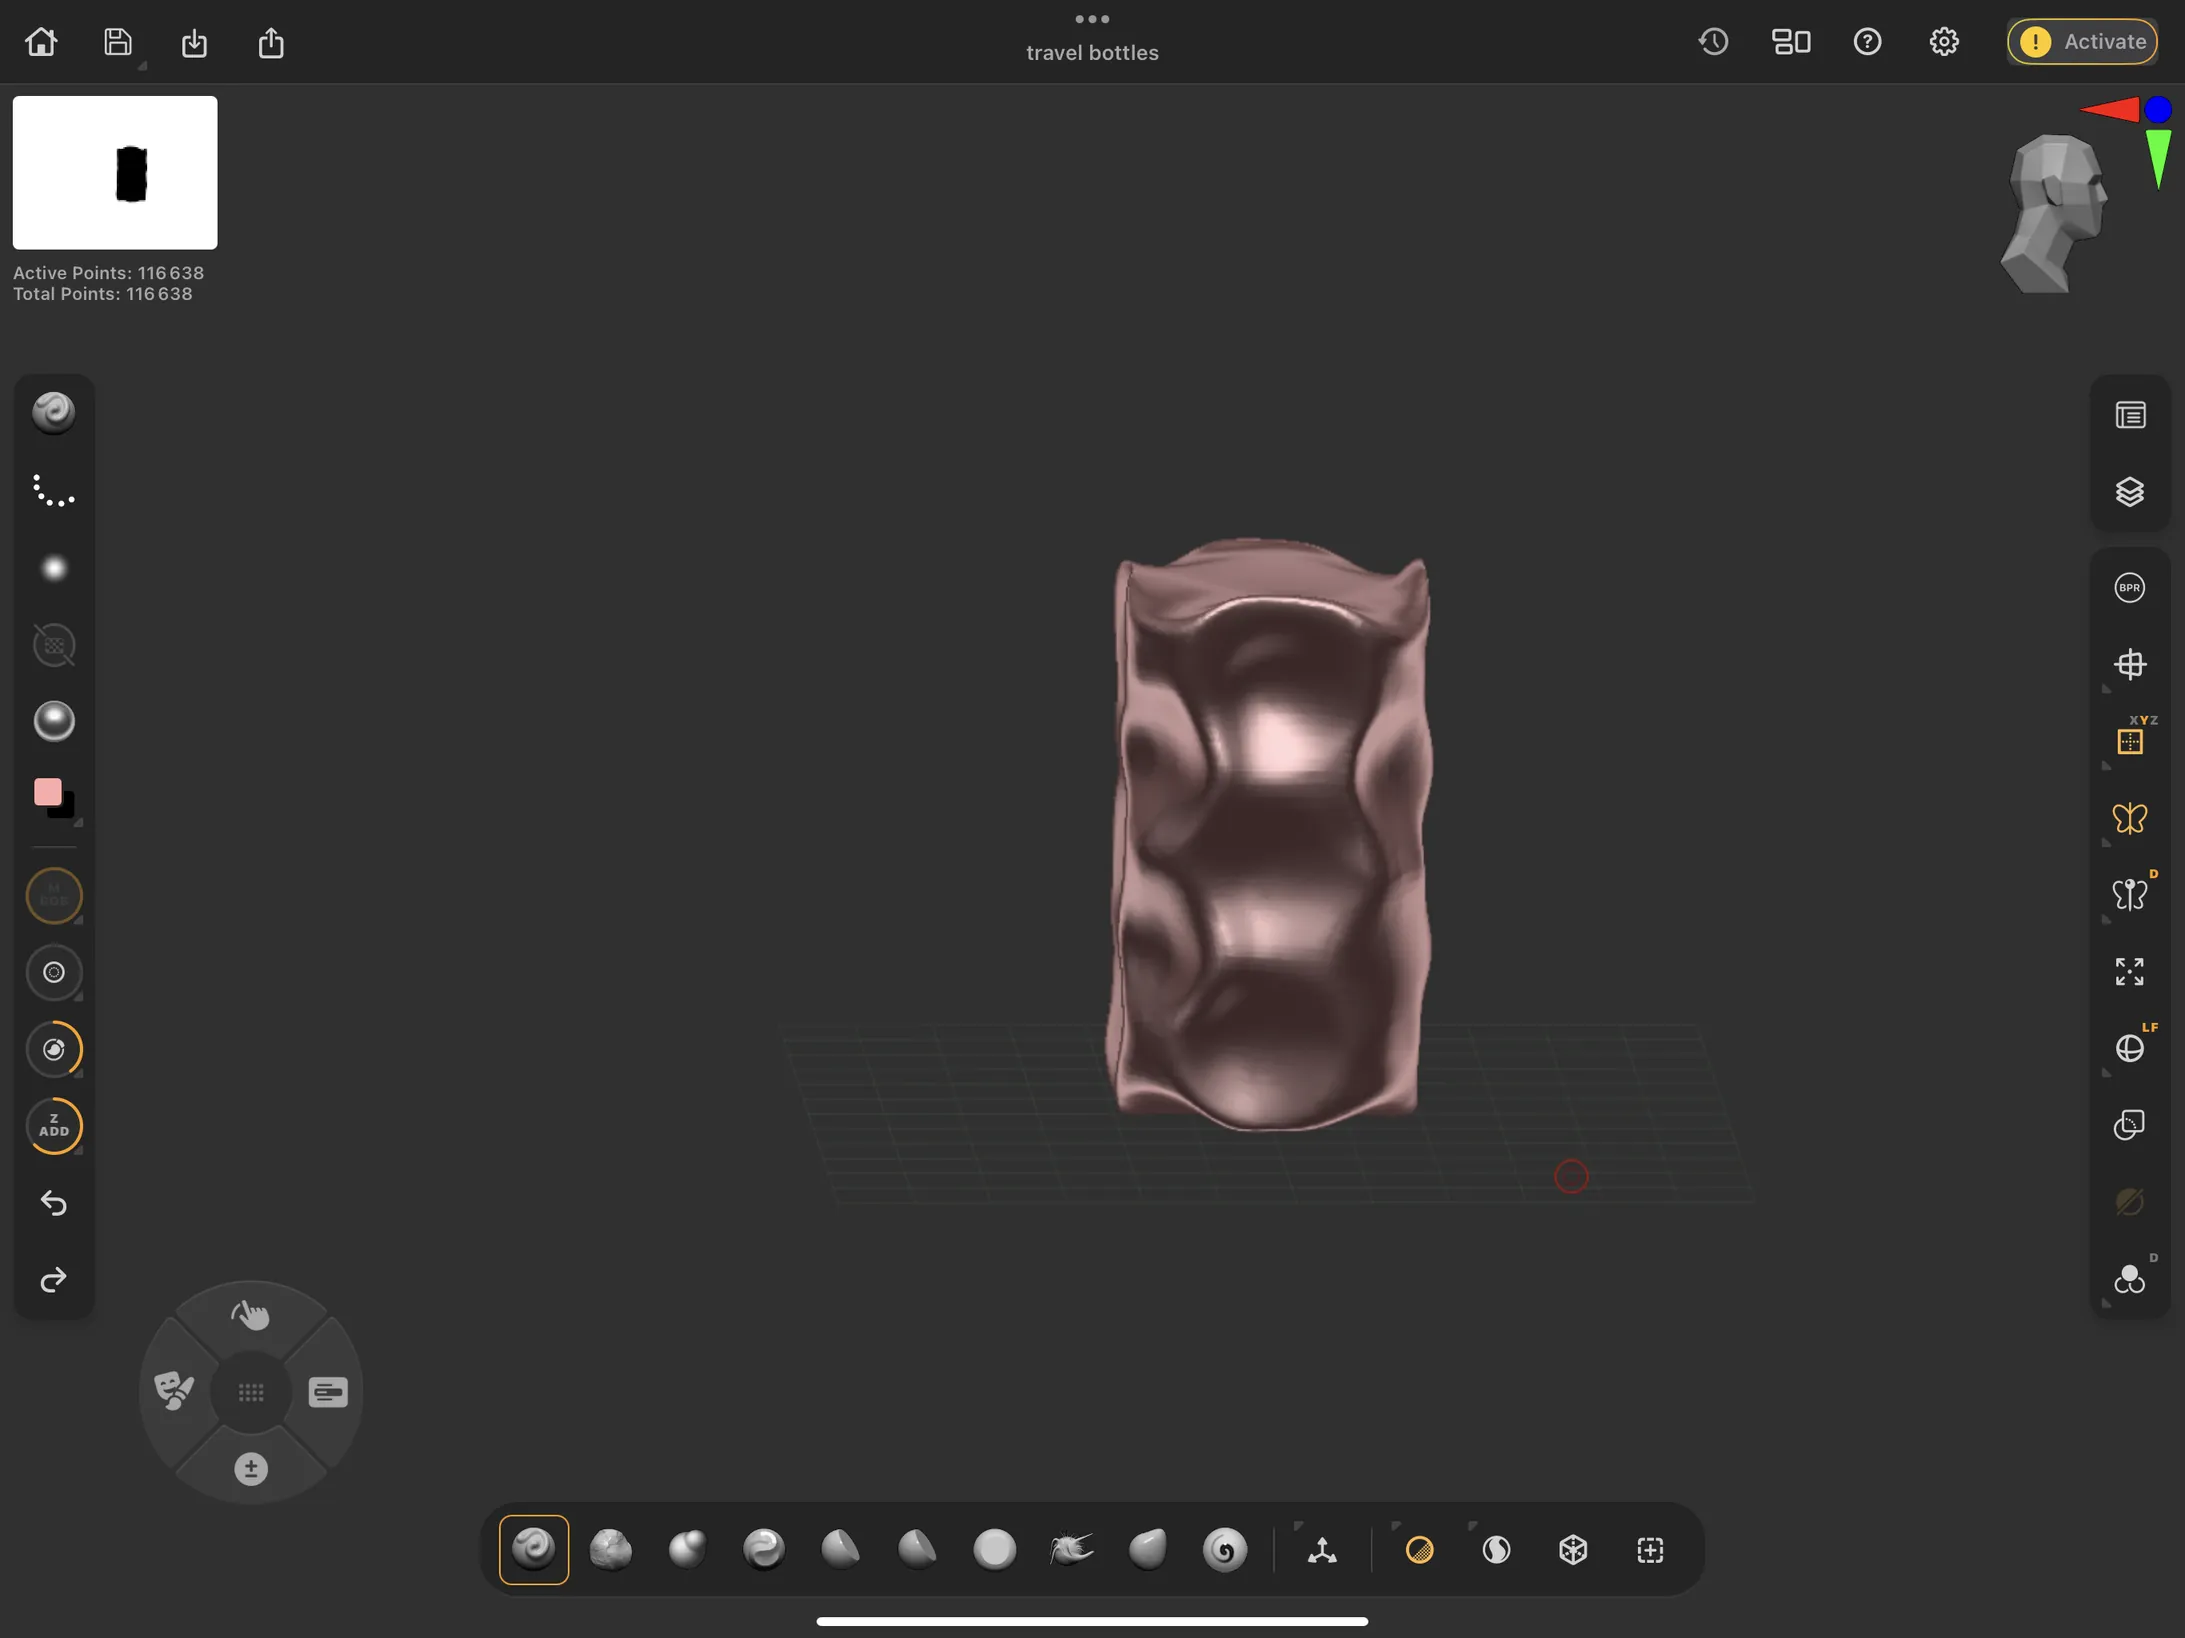 travel bottles
Activate
Active Points: 116 638
Total Points: 116 638
BPR
XYZ
D
LF
M
RGB
Z
ADD
D